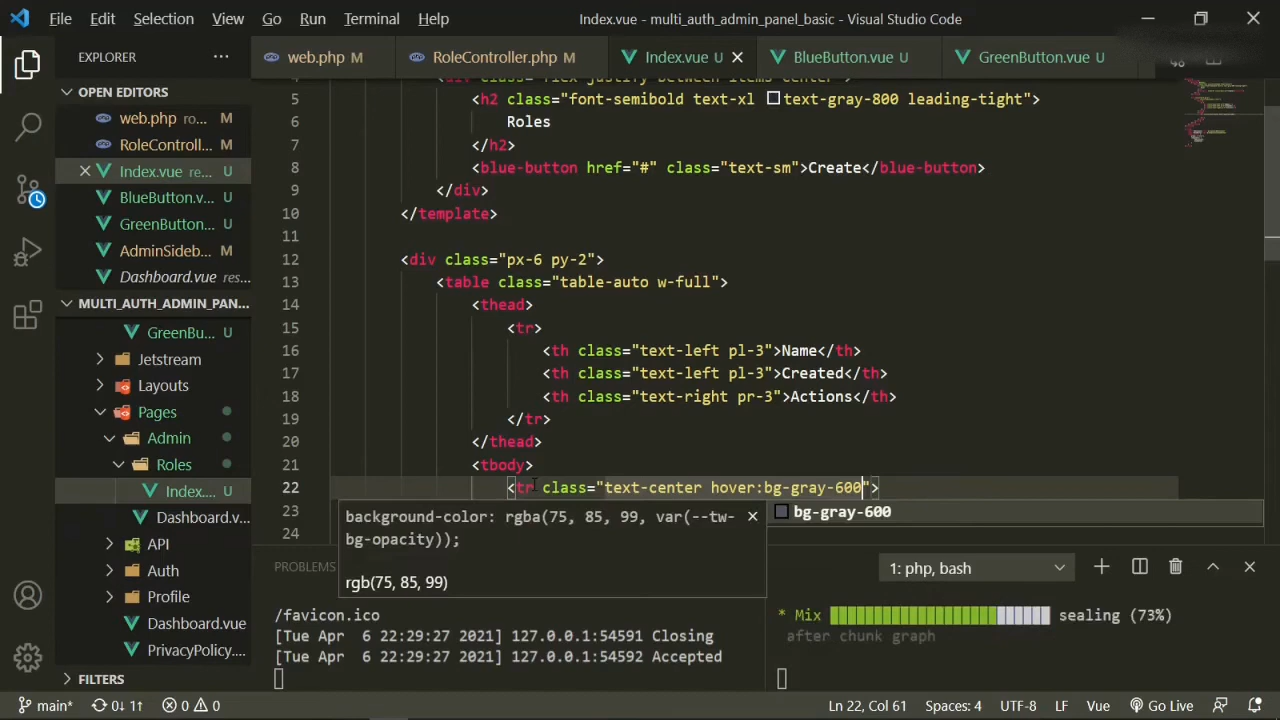 File Edit Selection View Go Run Terminal Help Index.vue - multi_auth_admin_panel_basic - Visual Studio Code
EXPLORER
web.php M RoleController.php M Index.vue U BlueButton.vue U GreenButton.vue U
OPEN EDITORS
web.php ro... M
RoleControll... M
Index.vue re... U
BlueButton.v... U
GreenButton... U
AdminSideb... M
Dashboard.vue res...
MULTI_AUTH_ADMIN_PAN...
GreenBu... U
Jetstream
Layouts
Pages
Admin
Roles
Index.... U
Dashboard.v...
API
Auth
Profile
Dashboard.vue
PrivacyPolicy....
FILTERS
5 <h2 class="font-semibold text-xl text-gray-800 leading-tight">
6 Roles
7 </h2>
8 <blue-button href="#" class="text-sm">Create</blue-button>
9 </div>
10 </template>
11
12 <div class="px-6 py-2">
13 <table class="table-auto w-full">
14 <thead>
15 <tr>
16 <th class="text-left pl-3">Name</th>
17 <th class="text-left pl-3">Created</th>
18 <th class="text-right pr-3">Actions</th>
19 </tr>
20 </thead>
21 <tbody>
22 <tr class="text-center hover:bg-gray-600">
23
24
background-color: rgba(75, 85, 99, var(--tw-
bg-opacity));
rgb(75, 85, 99)
bg-gray-600
PROBLEMS
1: php, bash
/favicon.ico
[Tue Apr  6 22:29:27 2021] 127.0.0.1:54591 Closing
[Tue Apr  6 22:29:27 2021] 127.0.0.1:54592 Accepted
* Mix sealing (73%)
after chunk graph
main* 0↓ 1↑ 0 0 Ln 22, Col 61 Spaces: 4 UTF-8 LF Vue Go Live